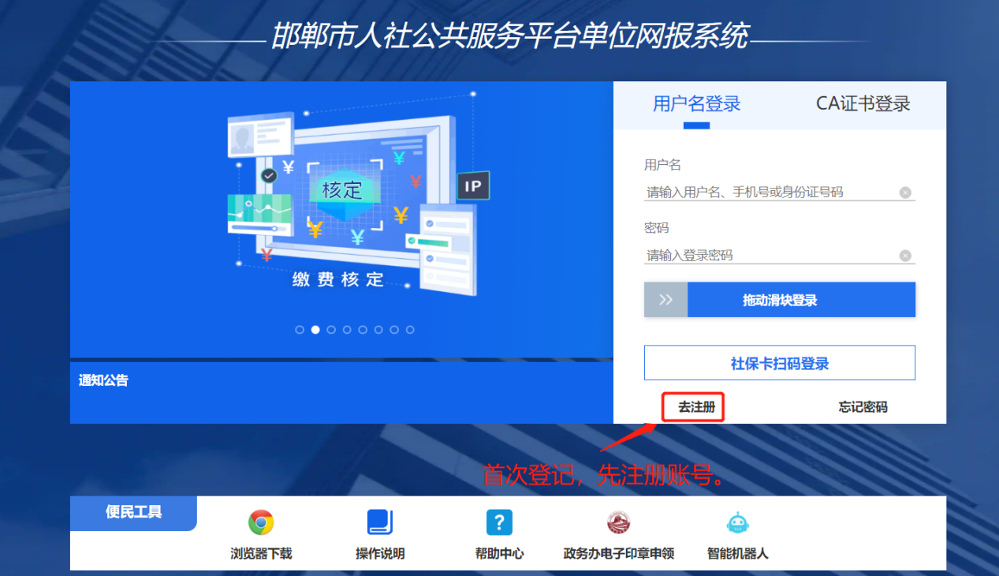 邯郸市人社公共服务平台单位网报系统
用户名登录
CA证书登录
核定
IP
缴费核定
用户名
请输入用户名、手机号或身份证号码
密码
请输入登录密码
拖动滑块登录
社保卡扫码登录
通知公告
去注册
忘记密码
首次登记，先注册账号。
便民工具
浏览器下载
操作说明
帮助中心
政务办电子印章申领
智能机器人